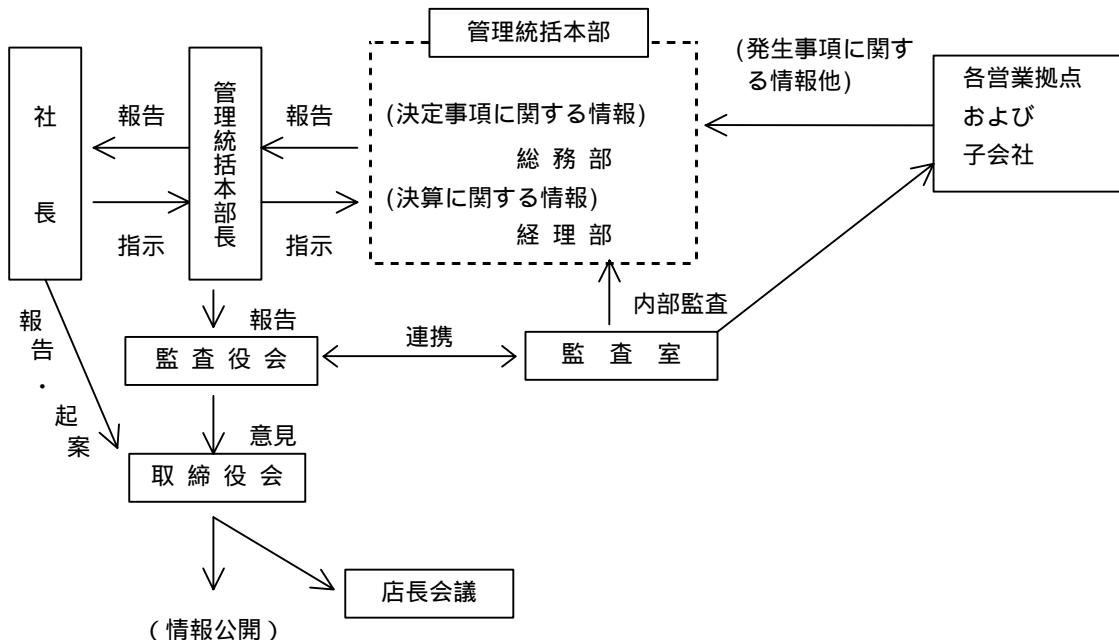 管理統括本部
(発生事項に関す
る情報他)
各営業拠点
および
子会社
社長
報告
管理統括本部長
報告
(決定事項に関する情報)
総務部
(決算に関する情報)
経理部
指示
指示
内部監査
報告
連携
監査役会
監査室
報告・起案
意見
取締役会
店長会議
(情報公開)